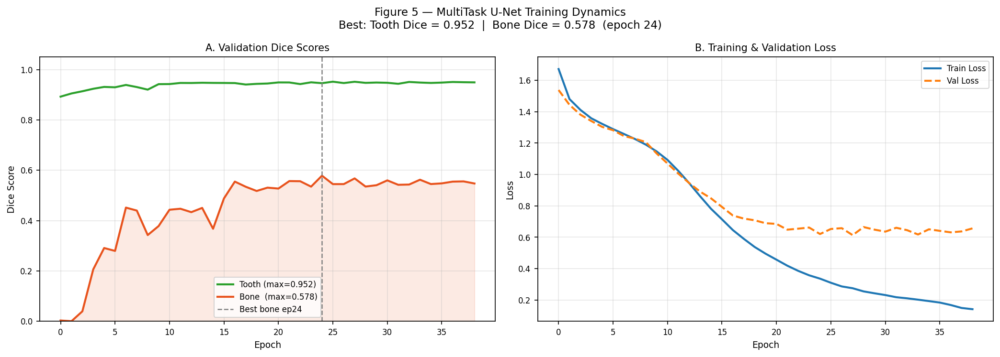 Figure 5 — MultiTask U-Net Training Dynamics
Best: Tooth Dice = 0.952 | Bone Dice = 0.578 (epoch 24)
A. Validation Dice Scores
Dice Score
1.0
0.8
0.6
0.4
0.2
0.0
Tooth (max=0.952)
Bone (max=0.578)
Best bone ep24
0 5 10 15 20 25 30 35
Epoch
B. Training & Validation Loss
Loss
1.6
1.4
1.2
1.0
0.8
0.6
0.4
0.2
Train Loss
Val Loss
0 5 10 15 20 25 30 35
Epoch